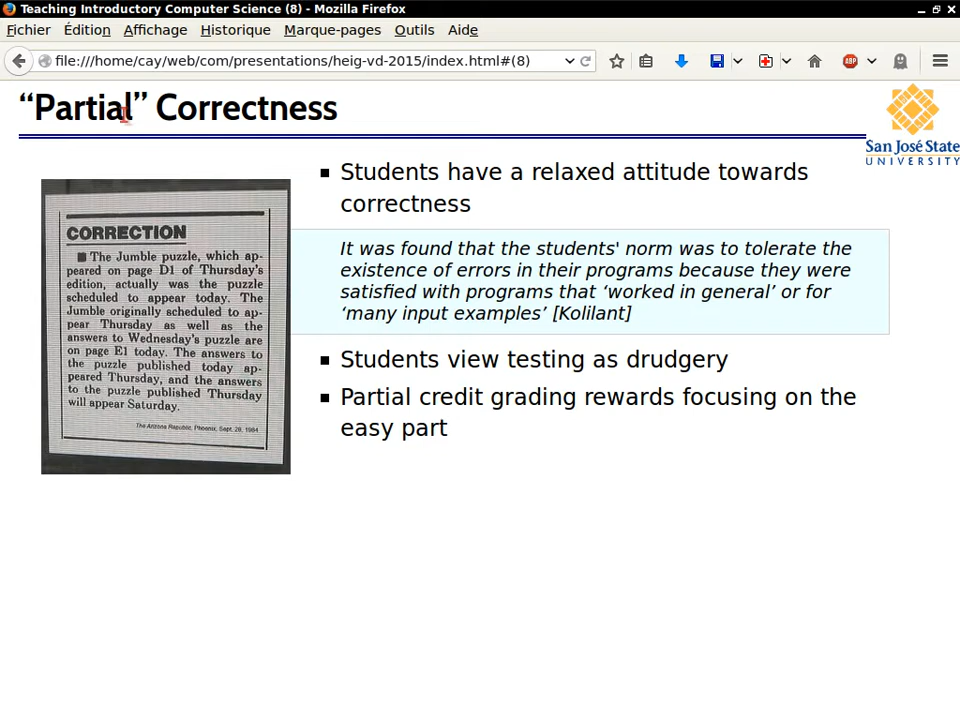 Teaching Introductory Computer Science (8) - Mozilla Firefox
Fichier Édition Affichage Historique Marque-pages Outils Aide
file:///home/cay/web/com/presentations/heig-vd-2015/index.html#(8)
ABP
“Partial” Correctness
San José State
UNIVERSITY
Students have a relaxed attitude towards
correctness
CORRECTION
The Jumble puzzle, which ap-
peared on page D1 of Thursday's
edition, actually was the puzzle
scheduled to appear today. The
Jumble originally scheduled to ap-
pear Thursday as well as the
answers to Wednesday's puzzle are
on page E1 today. The answers to
the puzzle published today ap-
peared Thursday, and the answers
to the puzzle published Thursday
will appear Saturday.
The Arizona Republic, Phoenix, Sept. 28, 1984
It was found that the students' norm was to tolerate the
existence of errors in their programs because they were
satisfied with programs that ‘worked in general’ or for
‘many input examples’ [Kolilant]
Students view testing as drudgery
Partial credit grading rewards focusing on the
easy part